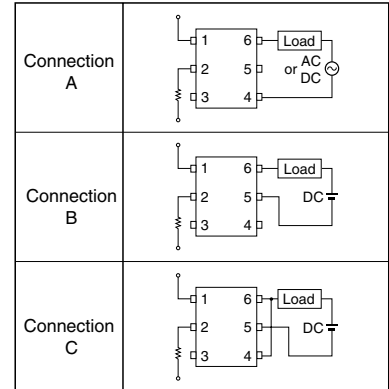 Connection
A
1 6 Load
2 5 or AC
DC
3 4
Connection
B
1 6 Load
2 5 DC
3 4
Connection
C
1 6 Load
2 5 DC
3 4